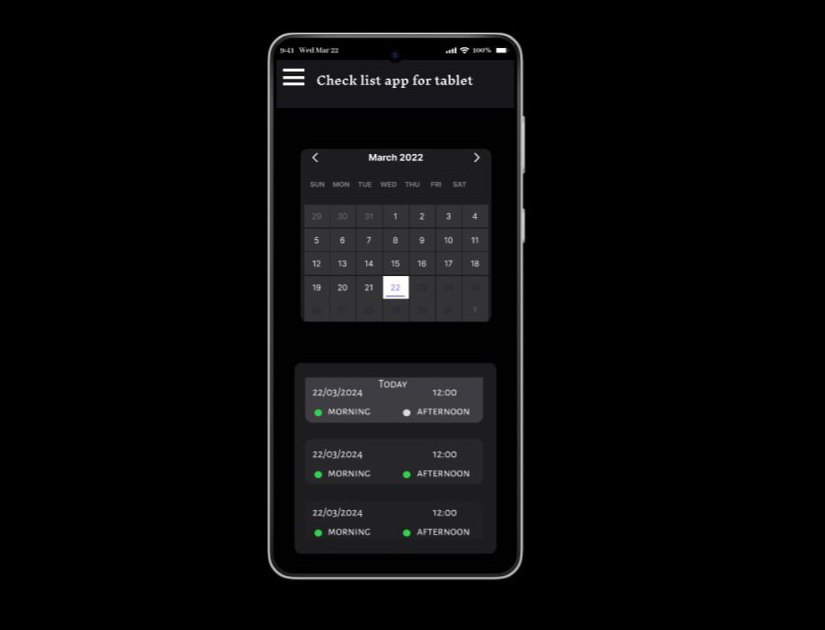 9:41 Wed Mar 22 100%
Check list app for tablet
March 2022
SUN MON TUE WED THU FRI SAT
29 30 31 1 2 3 4
5 6 7 8 9 10 11
12 13 14 15 16 17 18
19 20 21 22 23 24 25
26 27 28 29 30 31 1
Today
22/03/2024 12:00
MORNING AFTERNOON
22/03/2024 12:00
MORNING AFTERNOON
22/03/2024 12:00
MORNING AFTERNOON